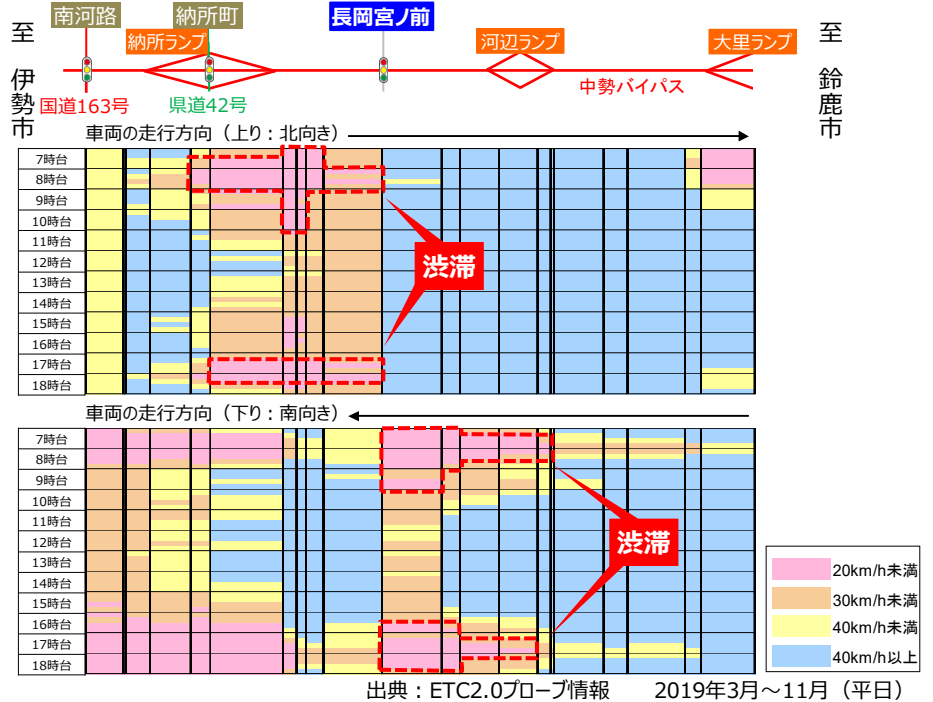 南河路
納所町
長岡宮ノ前
至 伊勢市
至 鈴鹿市
納所ランプ
河辺ランプ
大里ランプ
中勢バイパス
国道163号
県道42号
車両の走行方向（上り：北向き）
7時台
8時台
9時台
10時台
11時台
12時台
13時台
14時台
15時台
16時台
17時台
18時台
渋滞
車両の走行方向（下り：南向き）
7時台
8時台
9時台
10時台
11時台
12時台
13時台
14時台
15時台
16時台
17時台
18時台
渋滞
20km/h未満
30km/h未満
40km/h未満
40km/h以上
出典：ETC2.0プローブ情報 2019年3月～11月（平日）